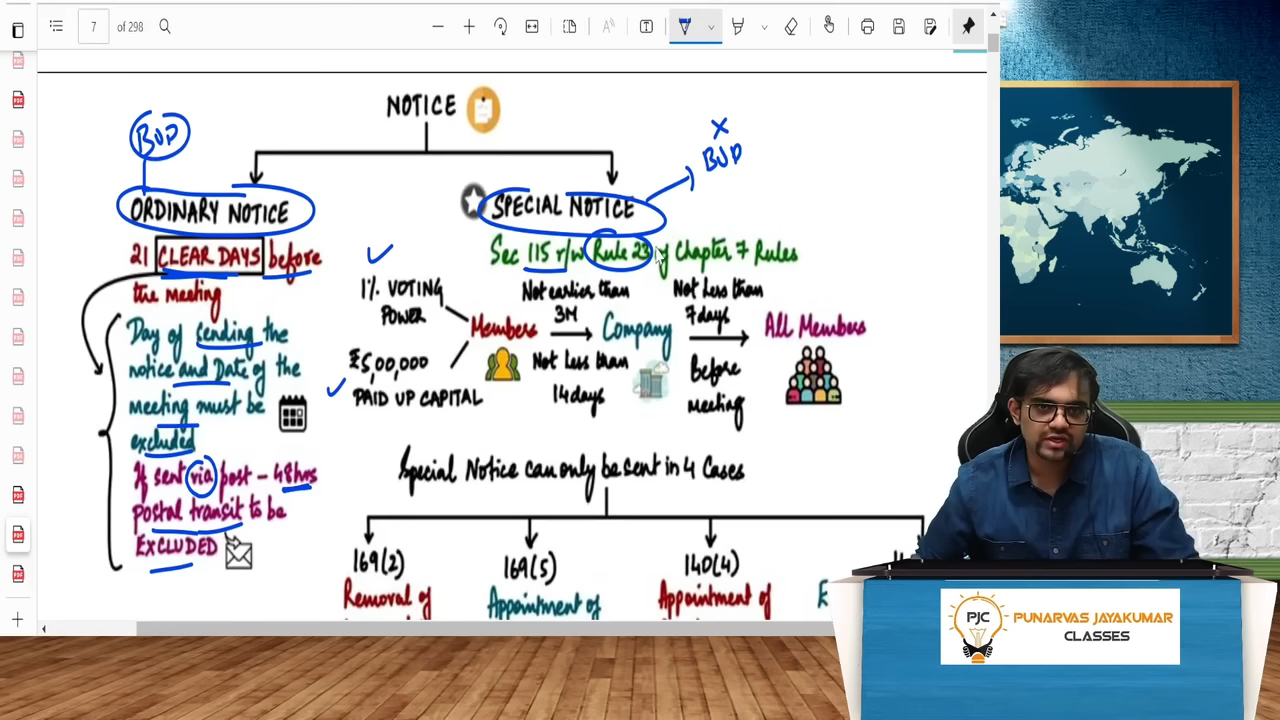 7 of 298
NOTICE
BOD
X
BOD
ORDINARY NOTICE
SPECIAL NOTICE
21 CLEAR DAYS before
the meeting
Sec 115 r/w Rule 23 of Chapter 7 Rules
Day of sending the
notice and Date of the
meeting must be
excluded
If sent via post - 48hrs
postal transit to be
EXCLUDED
1% VOTING
POWER
₹5,00,000
PAID UP CAPITAL
Members
Not earlier than
3M
Not Less than
14 days
Company
Not Less than
7 days
before
meeting
All Members
Special Notice can only be sent in 4 Cases
169(2)
Removal of
169(5)
Appointment of
140(4)
Appointment of
PJC
PUNARVAS JAYAKUMAR
CLASSES